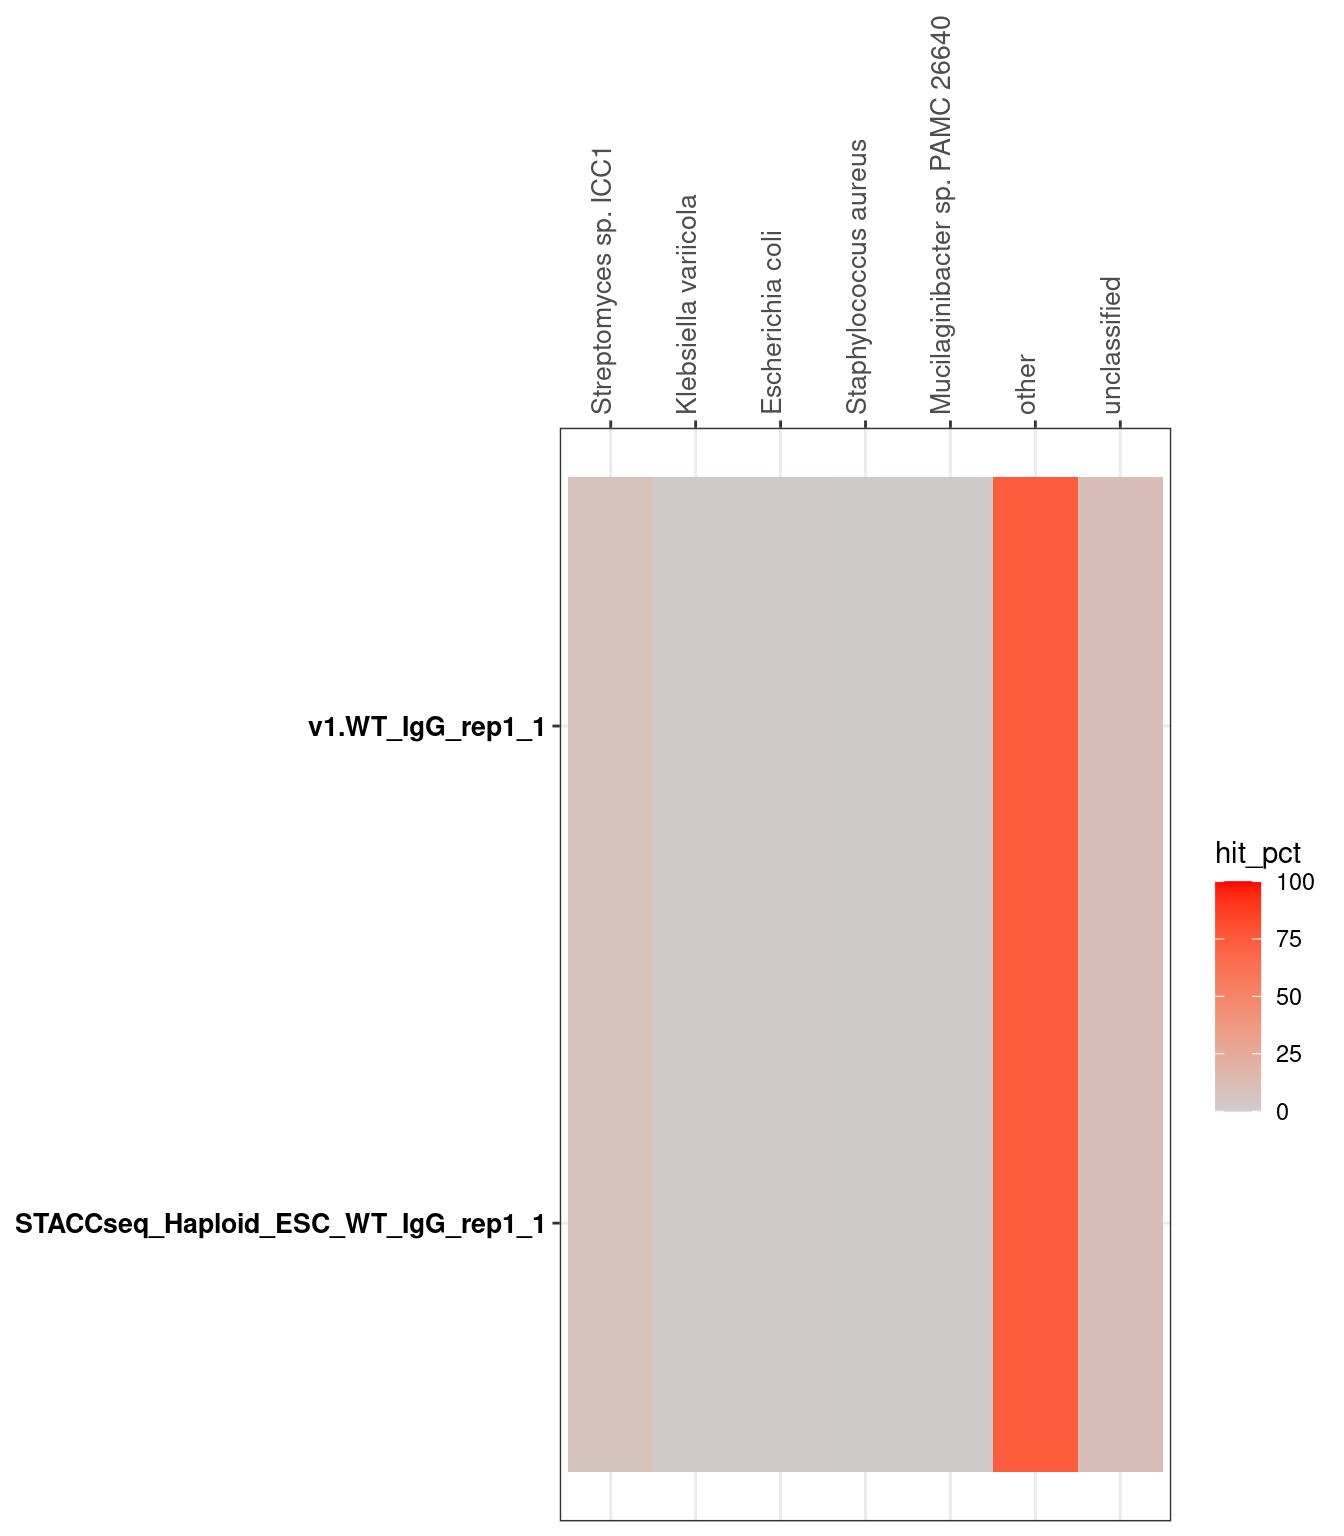 Streptomyces sp. ICC1
Klebsiella variicola
Escherichia coli
Staphylococcus aureus
Mucilaginibacter sp. PAMC 26640
other
unclassified
v1.WT_IgG_rep1_1
STACCseq_Haploid_ESC_WT_IgG_rep1_1
hit_pct
100
75
50
25
0